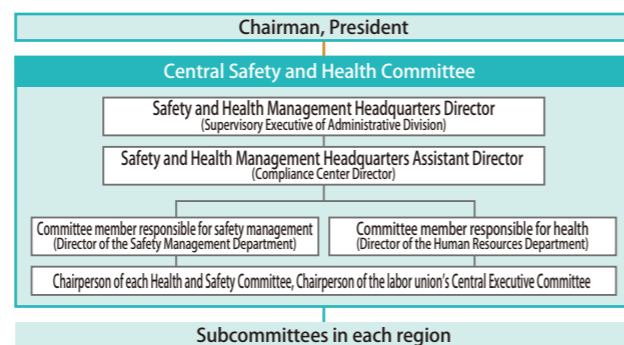 Chairman, President
Central Safety and Health Committee
Safety and Health Management Headquarters Director
(Supervisory Executive of Administrative Division)
Safety and Health Management Headquarters Assistant Director
(Compliance Center Director)
Committee member responsible for safety management
(Director of the Safety Management Department)
Committee member responsible for health
(Director of the Human Resources Department)
Chairperson of each Health and Safety Committee, Chairperson of the labor union’s Central Executive Committee
Subcommittees in each region